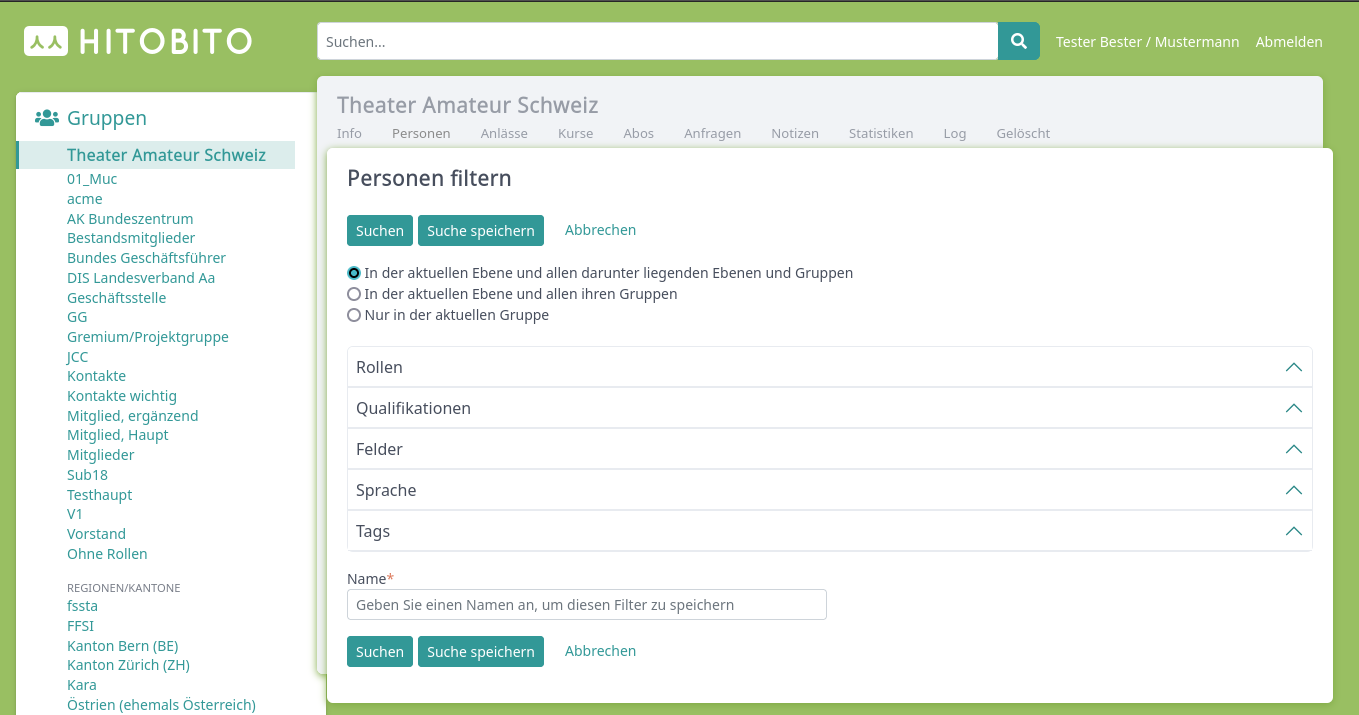 HITOBITO
Suchen...
Tester Bester / Mustermann Abmelden
Gruppen
Theater Amateur Schweiz
01_Muc
acme
AK Bundeszentrum
Bestandsmitglieder
Bundes Geschäftsführer
DIS Landesverband Aa
Geschäftsstelle
GG
Gremium/Projektgruppe
JCC
Kontakte
Kontakte wichtig
Mitglied, ergänzend
Mitglied, Haupt
Mitglieder
Sub18
Testhaupt
V1
Vorstand
Ohne Rollen
REGIONEN/KANTONE
fssta
FFSI
Kanton Bern (BE)
Kanton Zürich (ZH)
Kara
Östrien (ehemals Österreich)
Theater Amateur Schweiz
Info Personen Anlässe Kurse Abos Anfragen Notizen Statistiken Log Gelöscht
Personen filtern
Suchen Suche speichern Abbrechen
In der aktuellen Ebene und allen darunter liegenden Ebenen und Gruppen
In der aktuellen Ebene und allen ihren Gruppen
Nur in der aktuellen Gruppe
Rollen
Qualifikationen
Felder
Sprache
Tags
Name*
Geben Sie einen Namen an, um diesen Filter zu speichern
Suchen Suche speichern Abbrechen